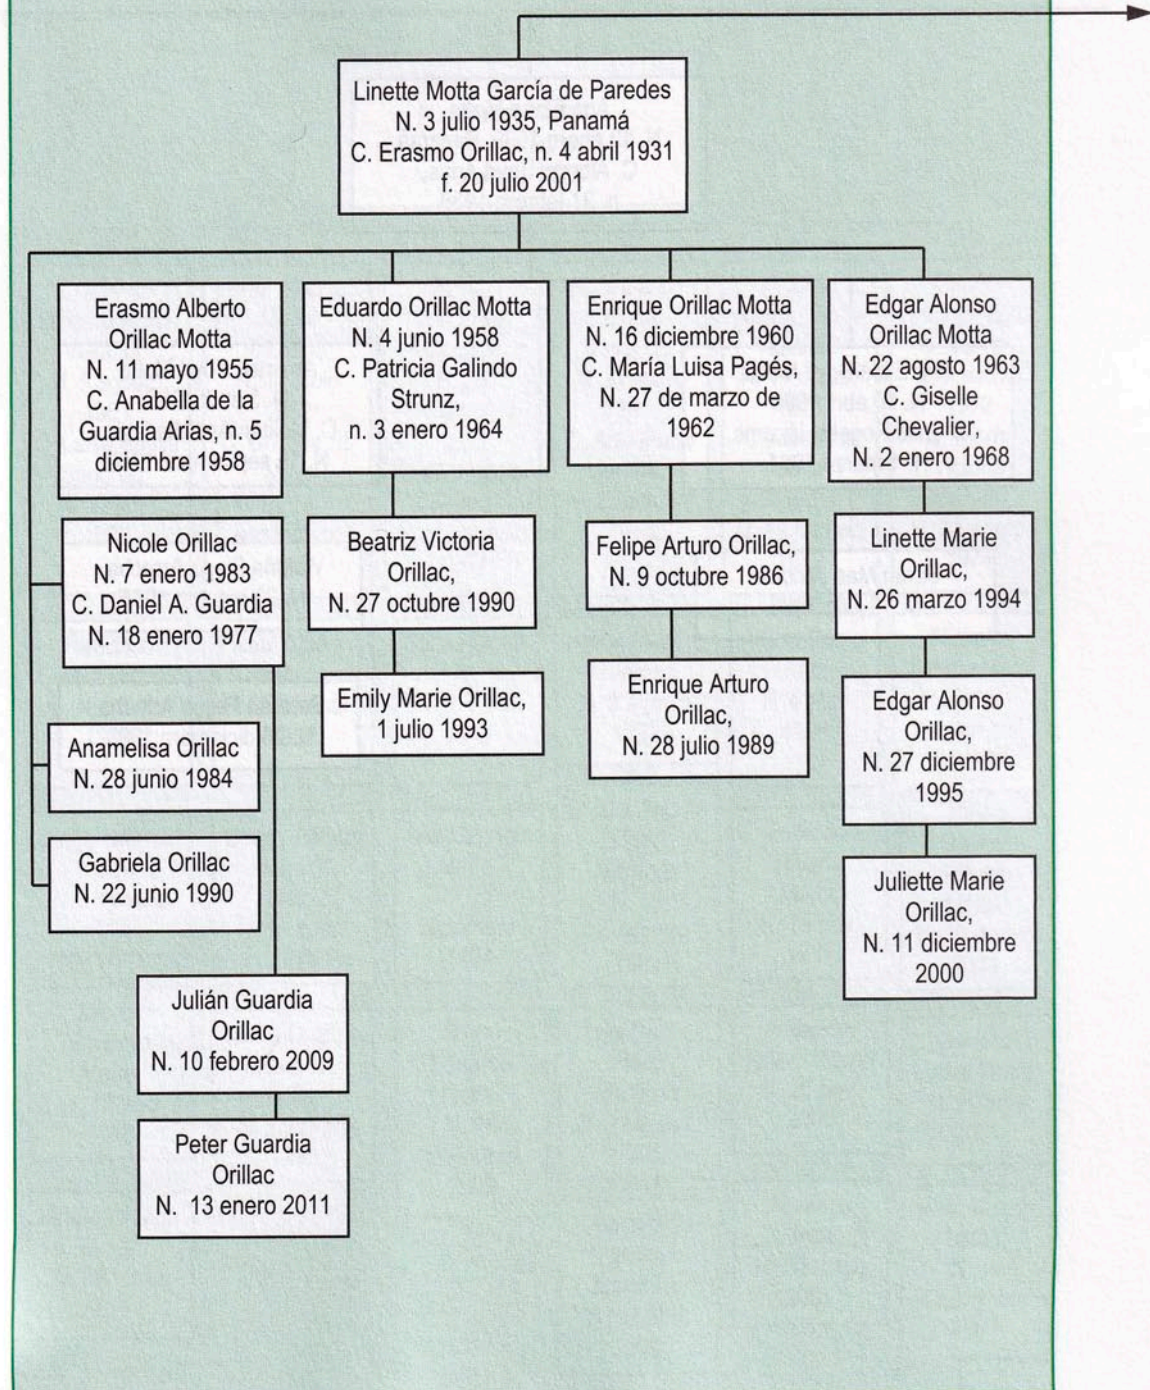 Linette Motta García de Paredes
N. 3 julio 1935, Panamá
C. Erasmo Orillac, n. 4 abril 1931
f. 20 julio 2001
Erasmo Alberto
Orillac Motta
N. 11 mayo 1955
C. Anabella de la
Guardia Arias, n. 5
diciembre 1958
Nicole Orillac
N. 7 enero 1983
C. Daniel A. Guardia
N. 18 enero 1977
Anamelisa Orillac
N. 28 junio 1984
Gabriela Orillac
N. 22 junio 1990
Julián Guardia
Orillac
N. 10 febrero 2009
Peter Guardia
Orillac
N. 13 enero 2011
Eduardo Orillac Motta
N. 4 junio 1958
C. Patricia Galindo
Strunz,
n. 3 enero 1964
Beatriz Victoria
Orillac,
N. 27 octubre 1990
Emily Marie Orillac,
1 julio 1993
Enrique Orillac Motta
N. 16 diciembre 1960
C. María Luisa Pagés,
N. 27 de marzo de
1962
Felipe Arturo Orillac,
N. 9 octubre 1986
Enrique Arturo
Orillac,
N. 28 julio 1989
Edgar Alonso
Orillac Motta
N. 22 agosto 1963
C. Giselle
Chevalier,
N. 2 enero 1968
Linette Marie
Orillac,
N. 26 marzo 1994
Edgar Alonso
Orillac,
N. 27 diciembre
1995
Juliette Marie
Orillac,
N. 11 diciembre
2000